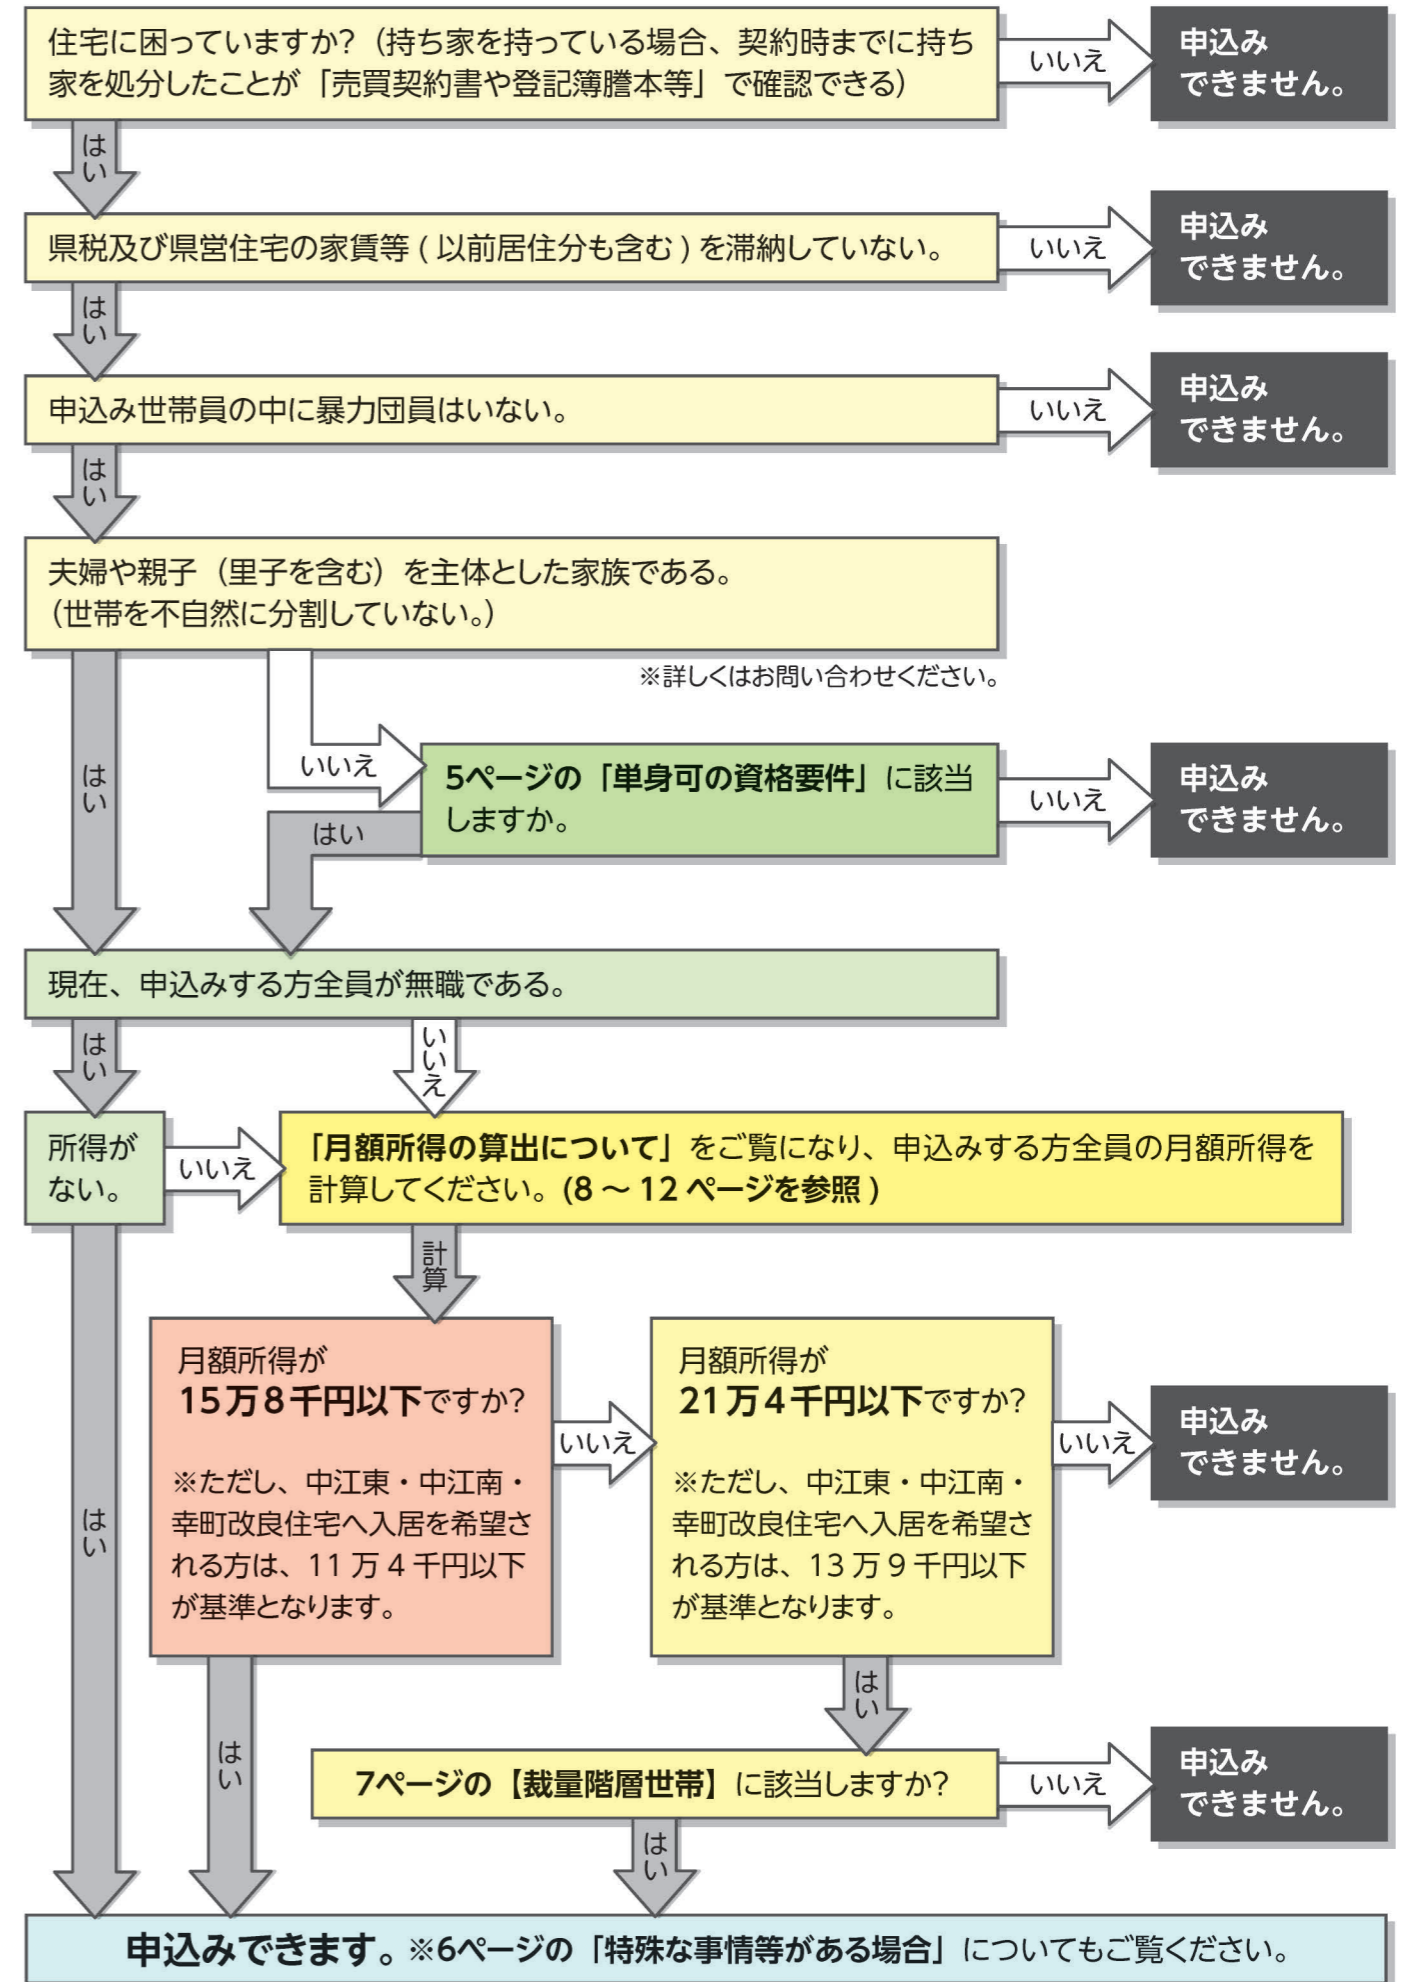 住宅に困っていますか？（持ち家を持っている場合、契約時までに持ち
家を処分したことが「売買契約書や登記簿謄本等」で確認できる）
いいえ
申込み
できません。
はい
県税及び県営住宅の家賃等 ( 以前居住分も含む ) を滞納していない。
いいえ
申込み
できません。
はい
申込み世帯員の中に暴力団員はいない。
いいえ
申込み
できません。
はい
夫婦や親子（里子を含む）を主体とした家族である。
（世帯を不自然に分割していない。）
※詳しくはお問い合わせください。
はい
いいえ
5ページの「単身可の資格要件」に該当
しますか。
いいえ
申込み
できません。
はい
現在、申込みする方全員が無職である。
はい
いいえ
所得が
ない。
いいえ
「月額所得の算出について」をご覧になり、申込みする方全員の月額所得を
計算してください。(8 ～ 12 ページを参照 )
計算
はい
月額所得が
15万8千円以下ですか？
※ただし、中江東・中江南・
幸町改良住宅へ入居を希望さ
れる方は、11 万 4 千円以下
が基準となります。
いいえ
月額所得が
21万4千円以下ですか？
※ただし、中江東・中江南・
幸町改良住宅へ入居を希望さ
れる方は、13 万 9 千円以下
が基準となります。
いいえ
申込み
できません。
はい
はい
7ページの【裁量階層世帯】に該当しますか？
いいえ
申込み
できません。
はい
申込みできます。※6ページの「特殊な事情等がある場合」についてもご覧ください。